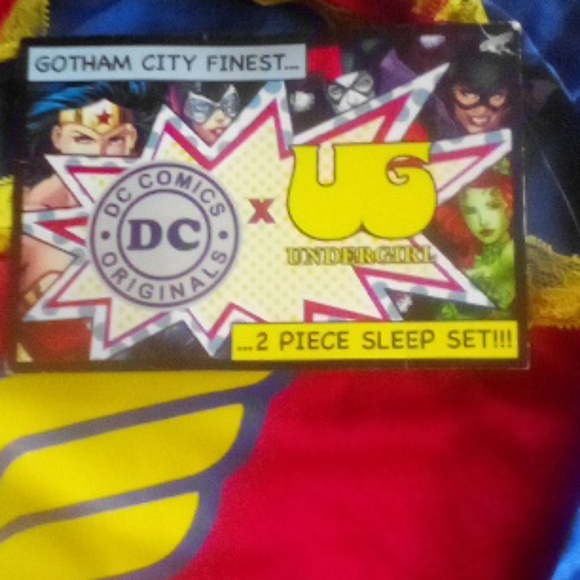 GOTHAM CITY FINEST...
DC COMICS
DC
ORIGINALS
X
UG
UNDERGIRL
...2 PIECE SLEEP SET!!!